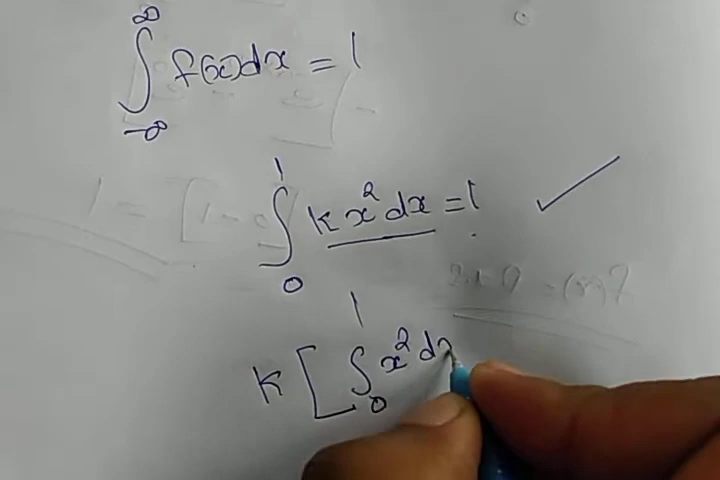 ∫_{-∞}^{∞} f(x)dx = 1
∫_0^1 kx²dx = 1 ✓
k [ ∫_0^1 x²dx